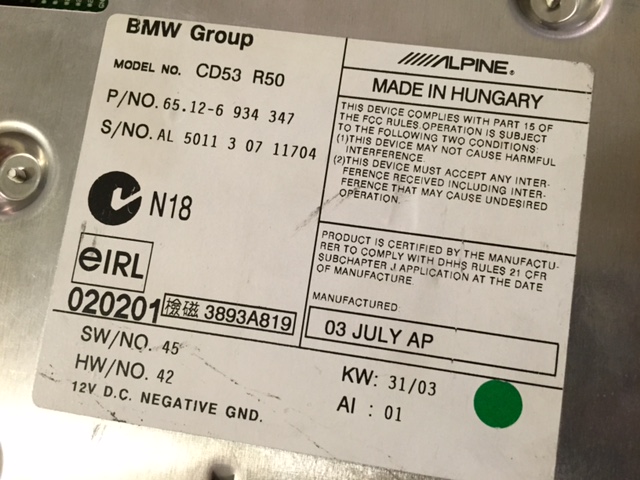 BMW Group
MODEL NO. CD53 R50
P/NO. 65.12-6 934 347
S/NO. AL 5011 3 07 11704
N18
eIRL
020201
檢磁 3893A819
SW/NO. 45
HW/NO. 42
12V D.C. NEGATIVE GND.
ALPINE®
MADE IN HUNGARY
THIS DEVICE COMPLIES WITH PART 15 OF
THE FCC RULES.OPERATION IS SUBJECT
TO THE FOLLOWING TWO CONDITIONS:
(1)THIS DEVICE MAY NOT CAUSE HARMFUL
INTERFERENCE.
(2)THIS DEVICE MUST ACCEPT ANY INTER-
FERENCE RECEIVED INCLUDING INTER-
FERENCE THAT MAY CAUSE UNDESIRED
OPERATION.
PRODUCT IS CERTIFIED BY THE MANUFACTU-
RER TO COMPLY WITH DHHS RULES 21 CFR
SUBCHAPTER J APPLICATION AT THE DATE
OF MANUFACTURE
MANUFACTURED:
03 JULY AP
KW: 31/03
AI : 01